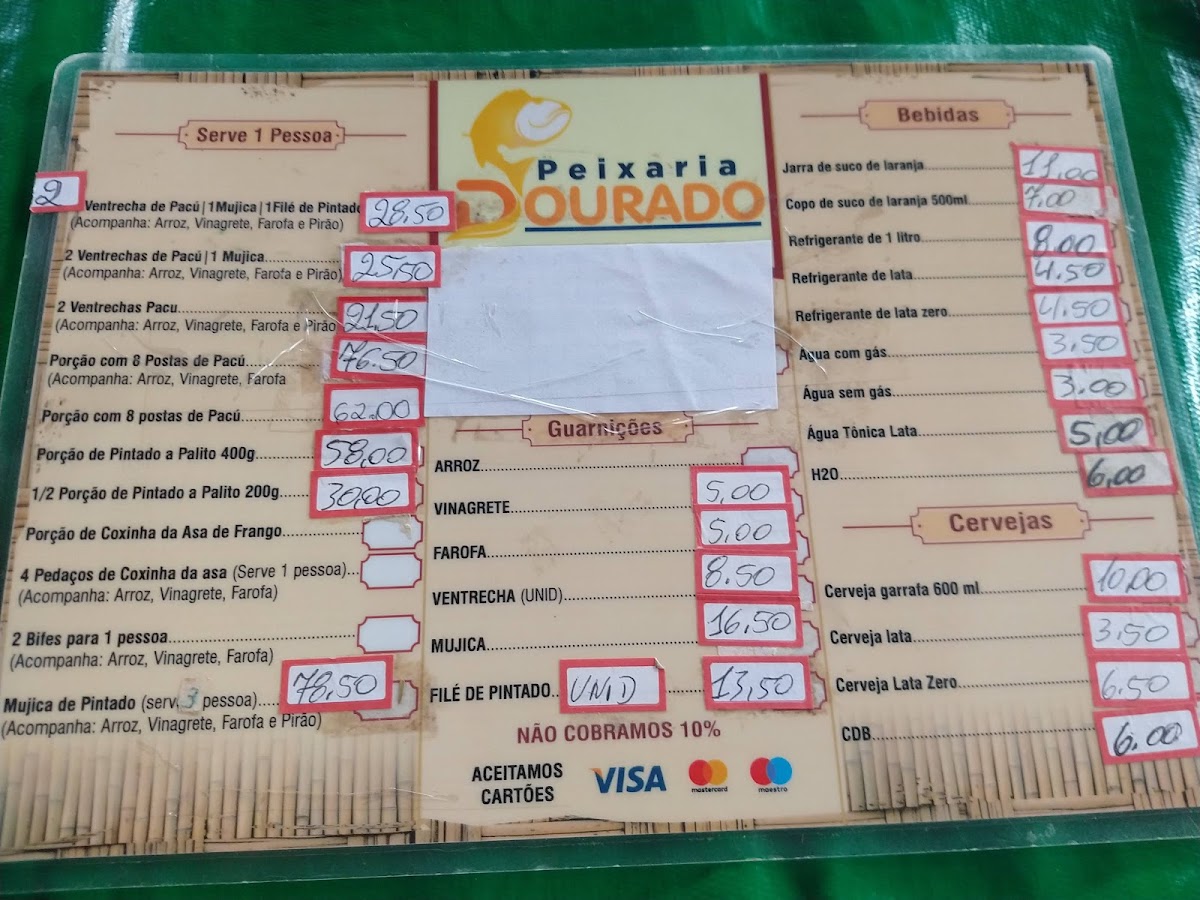 Serve 1 Pessoa
2 Ventrecha de Pacú|1Mujica|1Filé de Pintado 28,50
(Acompanha: Arroz, Vinagrete, Farofa e Pirão)
2 Ventrechas de Pacú|1 Mujica 25,50
(Acompanha: Arroz, Vinagrete, Farofa e Pirão)
2 Ventrechas Pacu 21,50
(Acompanha: Arroz, Vinagrete, Farofa e Pirão
Porção com 8 Postas de Pacú 76.50
(Acompanha: Arroz, Vinagrete, Farofa
Porção com 8 postas de Pacú 62.00
Porção de Pintado a Palito 400g 58,00
1/2 Porção de Pintado a Palito 200g 30,00
Porção de Coxinha da Asa de Frango
4 Pedaços de Coxinha da asa (Serve 1 pessoa)
(Acompanha: Arroz, Vinagrete, Farofa)
2 Bifes para 1 pessoa
(Acompanha: Arroz, Vinagrete, Farofa)
Mujica de Pintado (serv. 3 pessoa) 78,50
(Acompanha: Arroz, Vinagrete, Farofa e Pirão)
Peixaria
DOURADO
Guarnições
ARROZ
VINAGRETE 5,00
FAROFA 5,00
VENTRECHA (UNID) 8.50
MUJICA 16,50
FILÉ DE PINTADO UNID 13,50
NÃO COBRAMOS 10%
ACEITAMOS
CARTÕES
VISA
mastercard
maestro
Bebidas
Jarra de suco de laranja 11,00
Copo de suco de laranja 500ml 7.00
Refrigerante de 1 litro 8.00
Refrigerante de lata 4.50
Refrigerante de lata zero 4.50
Água com gás 3.50
Água sem gás 3.00
Água Tônica Lata 5,00
H2O 6,00
Cervejas
Cerveja garrafa 600 ml 10,00
Cerveja lata 3.50
Cerveja Lata Zero 6.50
CDB 6.00